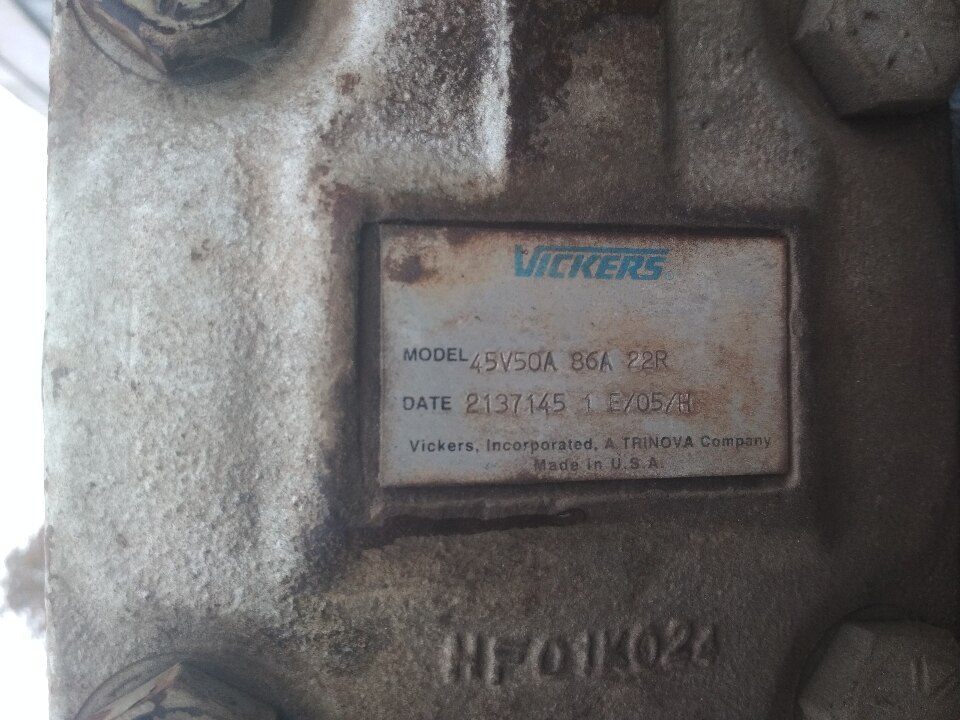 VICKERS
MODEL 45V50A 86A 22R
DATE 2137145 1 E/05/H
Vickers, Incorporated, A TRINOVA Company
Made in U.S.A.
HF01K024